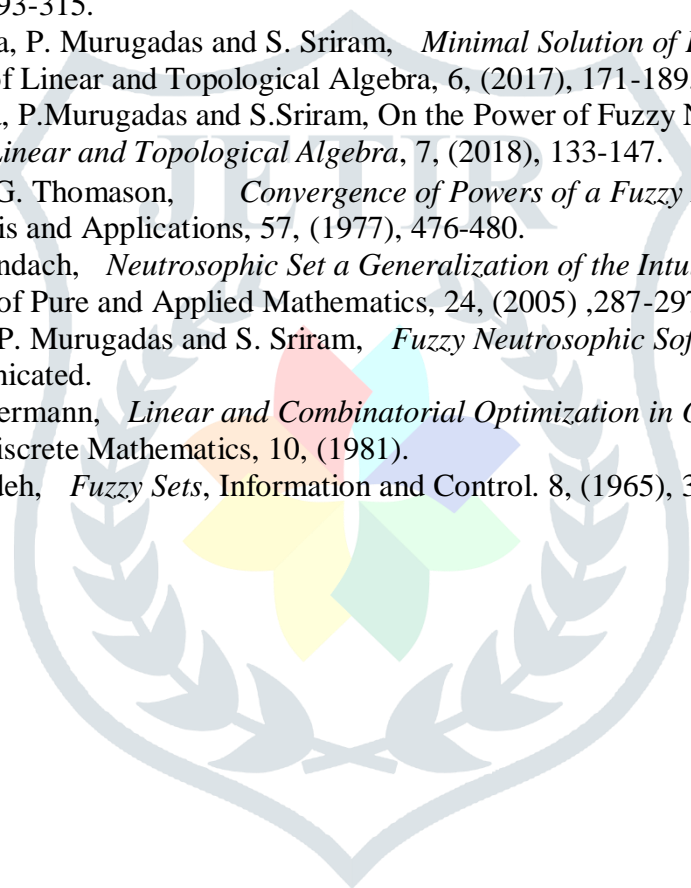 93-315.
a, P. Murugadas and S. Sriram, Minimal Solution of
of Linear and Topological Algebra, 6, (2017), 171-189
, P.Murugadas and S.Sriram, On the Power of Fuzzy
Linear and Topological Algebra, 7, (2018), 133-147.
G. Thomason, Convergence of Powers of a Fuzzy
is and Applications, 57, (1977), 476-480.
ndach, Neutrosophic Set a Generalization of the
of Pure and Applied Mathematics, 24, (2005) ,287-297
P. Murugadas and S. Sriram, Fuzzy Neutrosophic
nicated.
ermann, Linear and Combinatorial Optimization in
iscrete Mathematics, 10, (1981).
deh, Fuzzy Sets, Information and Control. 8, (1965), 3
JETIR